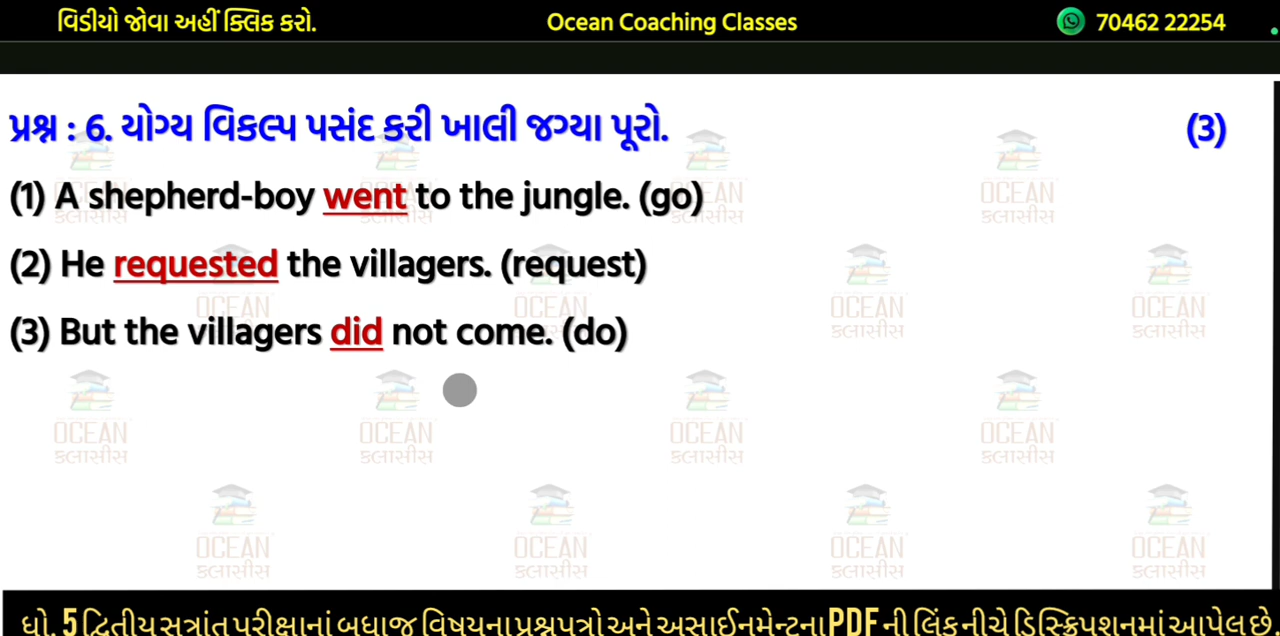 વિડીયો જોવા અહીં ક્લિક કરો. Ocean Coaching Classes 70462 22254
પ્રશ્ન : 6. યોગ્ય વિકલ્પ પસંદ કરી ખાલી જગ્યા પૂરો. (3)
(1) A shepherd-boy went to the jungle. (go)
(2) He requested the villagers. (request)
(3) But the villagers did not come. (do)
OCEAN
ક્લાસીસ
ધો. 5 દ્વિતીય સત્રાંત પરીક્ષાનાં બધાજ વિષયના પ્રશ્નપત્રો અને અસાઈનમેન્ટના PDF ની લિંક નીચે ડિસ્ક્રિપશનમાં આપેલ છે